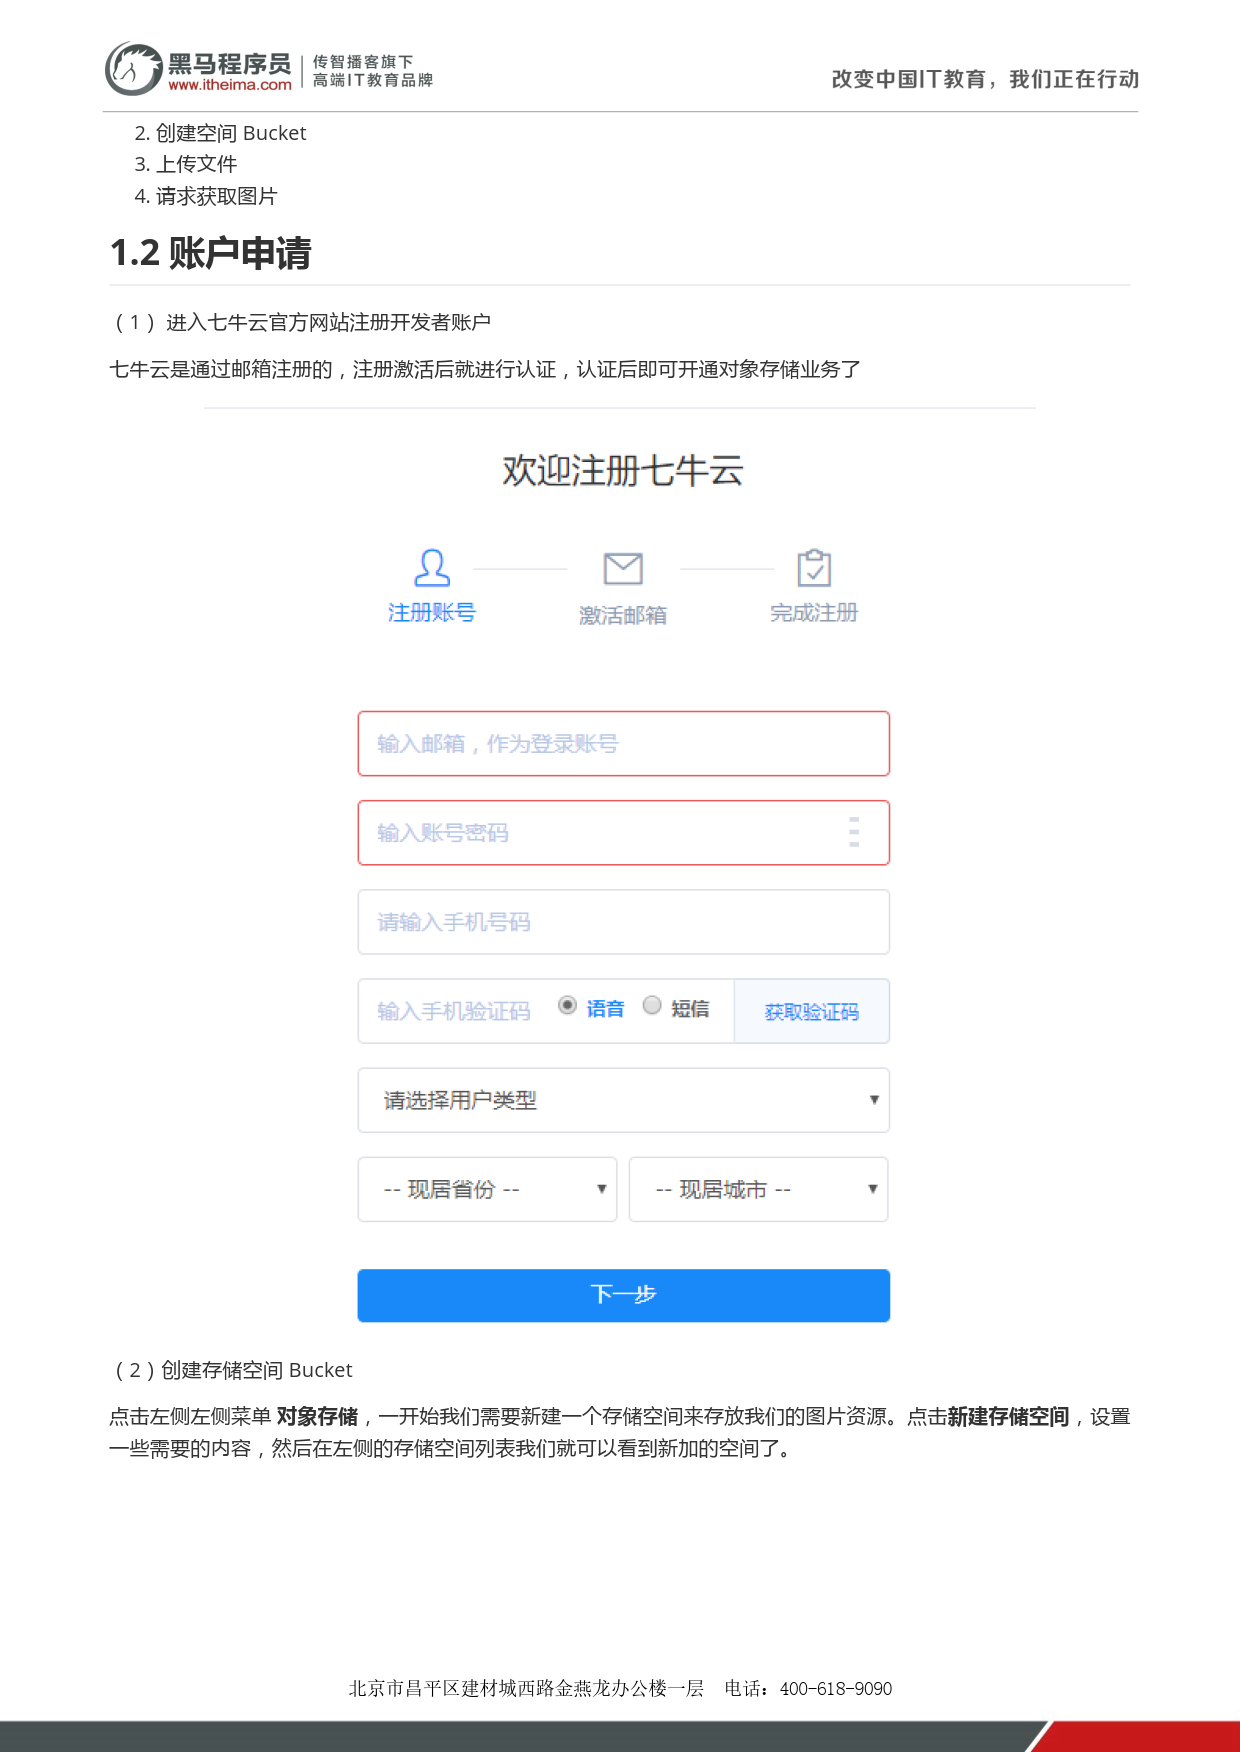 黑马程序员
www.itheima.com
传智播客旗下
高端IT教育品牌
改变中国IT教育，我们正在行动
2. 创建空间 Bucket
3. 上传文件
4. 请求获取图片
1.2 账户申请
（1） 进入七牛云官方网站注册开发者账户
七牛云是通过邮箱注册的，注册激活后就进行认证，认证后即可开通对象存储业务了
欢迎注册七牛云
注册账号 激活邮箱 完成注册
输入邮箱，作为登录账号
输入账号密码
请输入手机号码
输入手机验证码 语音 短信 获取验证码
请选择用户类型
-- 现居省份 -- -- 现居城市 --
下一步
（2）创建存储空间 Bucket
点击左侧左侧菜单 对象存储，一开始我们需要新建一个存储空间来存放我们的图片资源。点击新建存储空间，设置
一些需要的内容，然后在左侧的存储空间列表我们就可以看到新加的空间了。
北京市昌平区建材城西路金燕龙办公楼一层 电话：400-618-9090